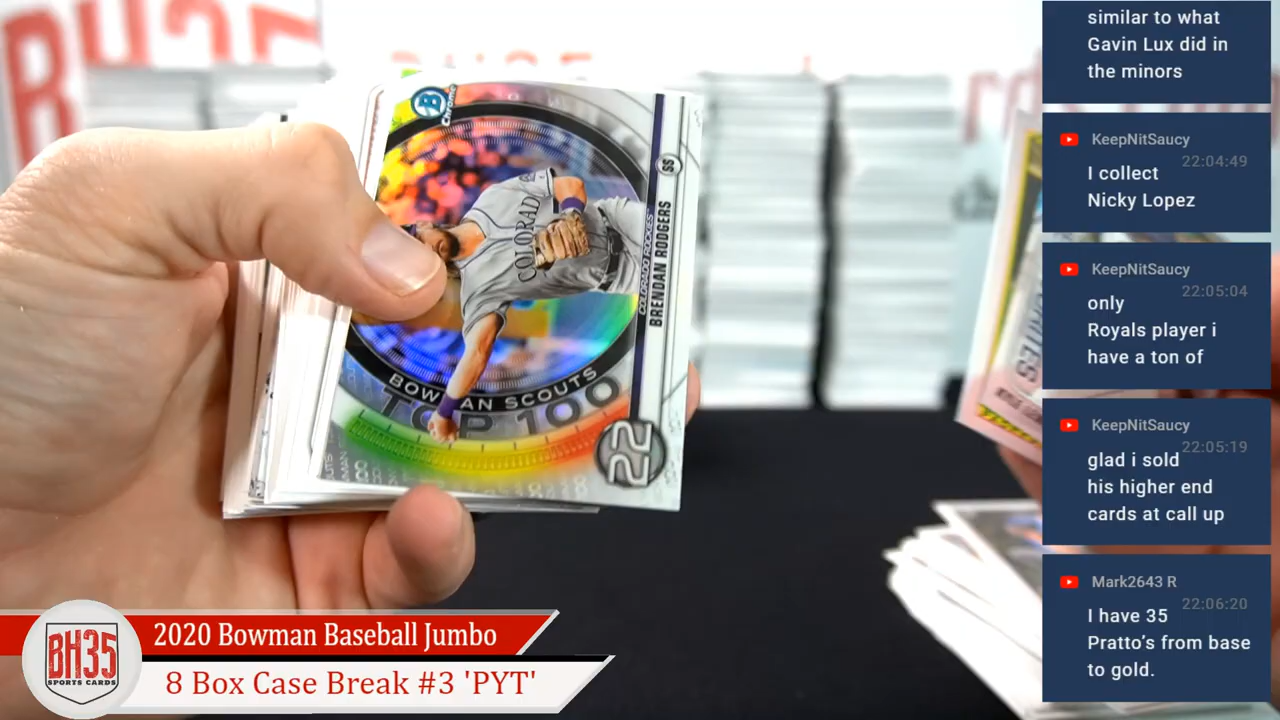 BH35
similar to what
Gavin Lux did in
the minors
KeepNitSaucy
22:04:49
I collect
Nicky Lopez
KeepNitSaucy
22:05:04
only
Royals player i
have a ton of
KeepNitSaucy
22:05:19
glad i sold
his higher end
cards at call up
Mark2643 R
22:06:20
I have 35
Pratto's from base
to gold.
B
Chrome
SS
COLORADO ROCKIES
BRENDAN RODGERS
COLORAD
BOWMAN SCOUTS
TOP 100
22
BH35
SPORTS CARDS
2020 Bowman Baseball Jumbo
8 Box Case Break #3 'PYT'